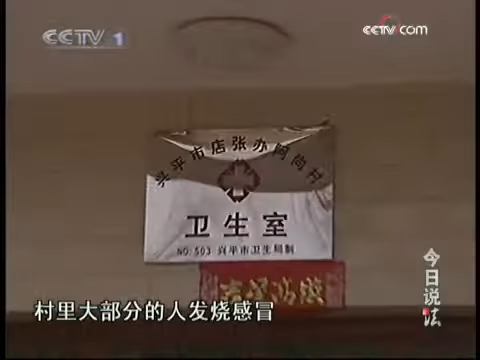 CCTV 1
CCTV.com
兴平市店张办阿尚村
卫生室
NO:503 兴平市卫生局制
今日说法
村里大部分的人发烧感冒